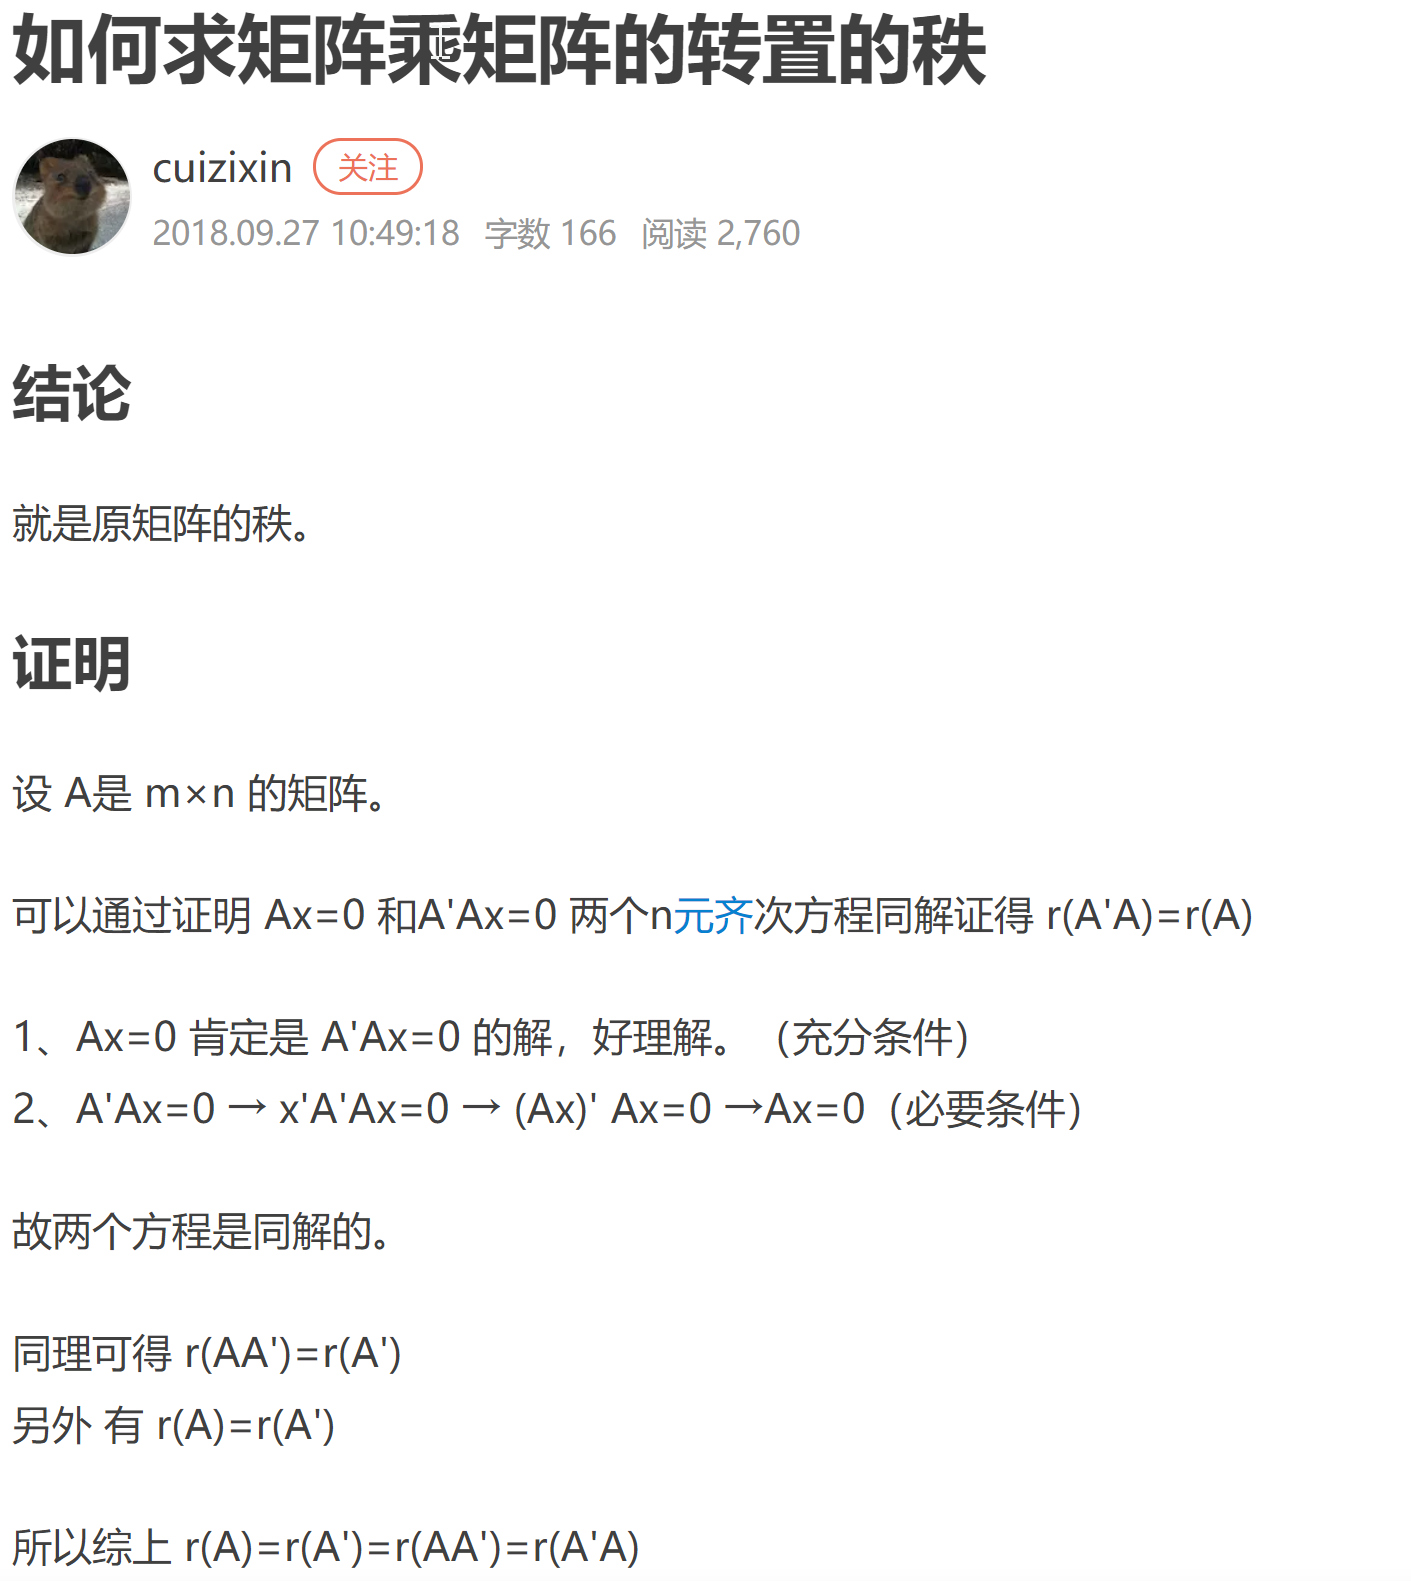 如何求矩阵乘矩阵的转置的秩
cuizixin 关注
2018.09.27 10:49:18 字数 166 阅读 2,760
结论
就是原矩阵的秩。
证明
设 A是 m×n 的矩阵。
可以通过证明 Ax=0 和A'Ax=0 两个n元齐次方程同解证得 r(A'A)=r(A)
1、Ax=0 肯定是 A'Ax=0 的解，好理解。（充分条件）
2、A'Ax=0 → x'A'Ax=0 → (Ax)' Ax=0 →Ax=0（必要条件）
故两个方程是同解的。
同理可得 r(AA')=r(A')
另外 有 r(A)=r(A')
所以综上 r(A)=r(A')=r(AA')=r(A'A)